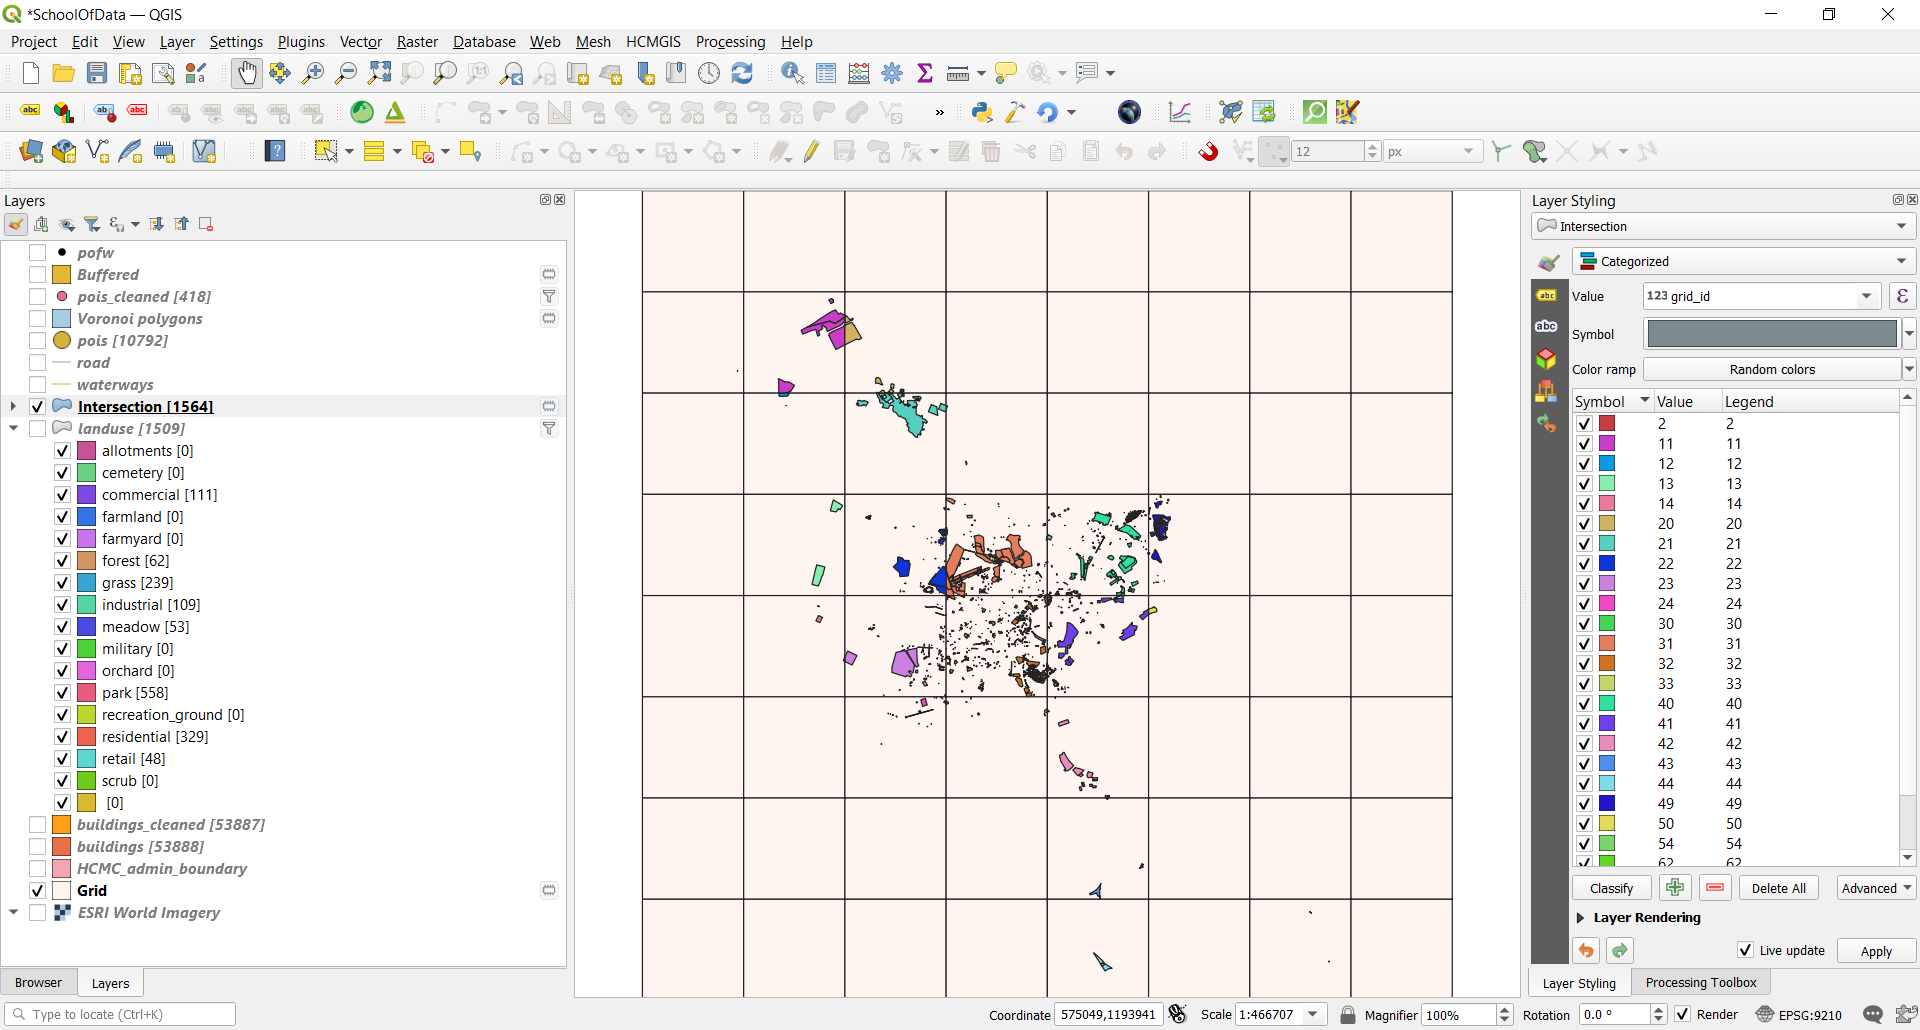 *SchoolOfData — QGIS
Project Edit View Layer Settings Plugins Vector Raster Database Web Mesh HCMGIS Processing Help
12 px
Layers
pofw
Buffered
pois_cleaned [418]
Voronoi polygons
pois [10792]
road
waterways
Intersection [1564]
landuse [1509]
allotments [0]
cemetery [0]
commercial [111]
farmland [0]
farmyard [0]
forest [62]
grass [239]
industrial [109]
meadow [53]
military [0]
orchard [0]
park [558]
recreation_ground [0]
residential [329]
retail [48]
scrub [0]
[0]
buildings_cleaned [53887]
buildings [53888]
HCMC_admin_boundary
Grid
ESRI World Imagery
Browser Layers
Layer Styling
Intersection
Categorized
Value 123 grid_id
Symbol
Color ramp Random colors
Symbol Value Legend
2 2
11 11
12 12
13 13
14 14
20 20
21 21
22 22
23 23
24 24
30 30
31 31
32 32
33 33
40 40
41 41
42 42
43 43
44 44
49 49
50 50
54 54
62 62
Classify Delete All Advanced
Layer Rendering
Live update Apply
Layer Styling Processing Toolbox
Type to locate (Ctrl+K) Coordinate 575049,1193941 Scale 1:466707 Magnifier 100% Rotation 0.0 ° Render EPSG:9210